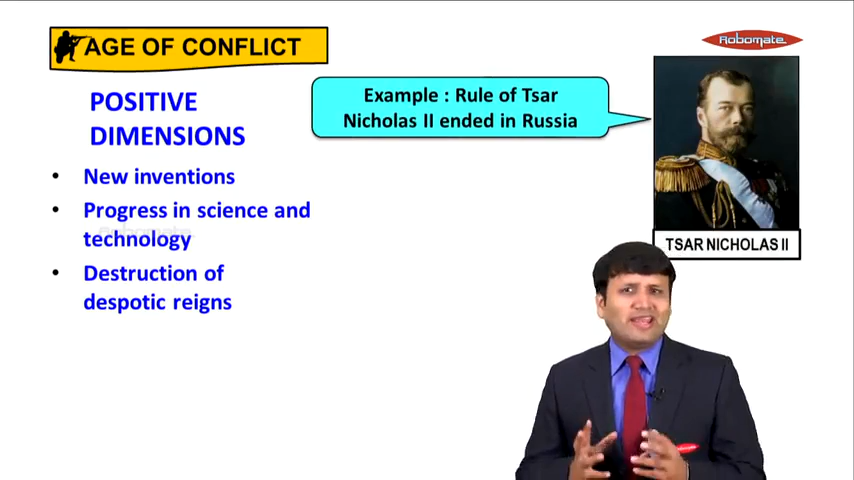 AGE OF CONFLICT
Robomate
POSITIVE
DIMENSIONS
Example : Rule of Tsar
Nicholas II ended in Russia
• New inventions
• Progress in science and
technology
Robomate
• Destruction of
despotic reigns
TSAR NICHOLAS II